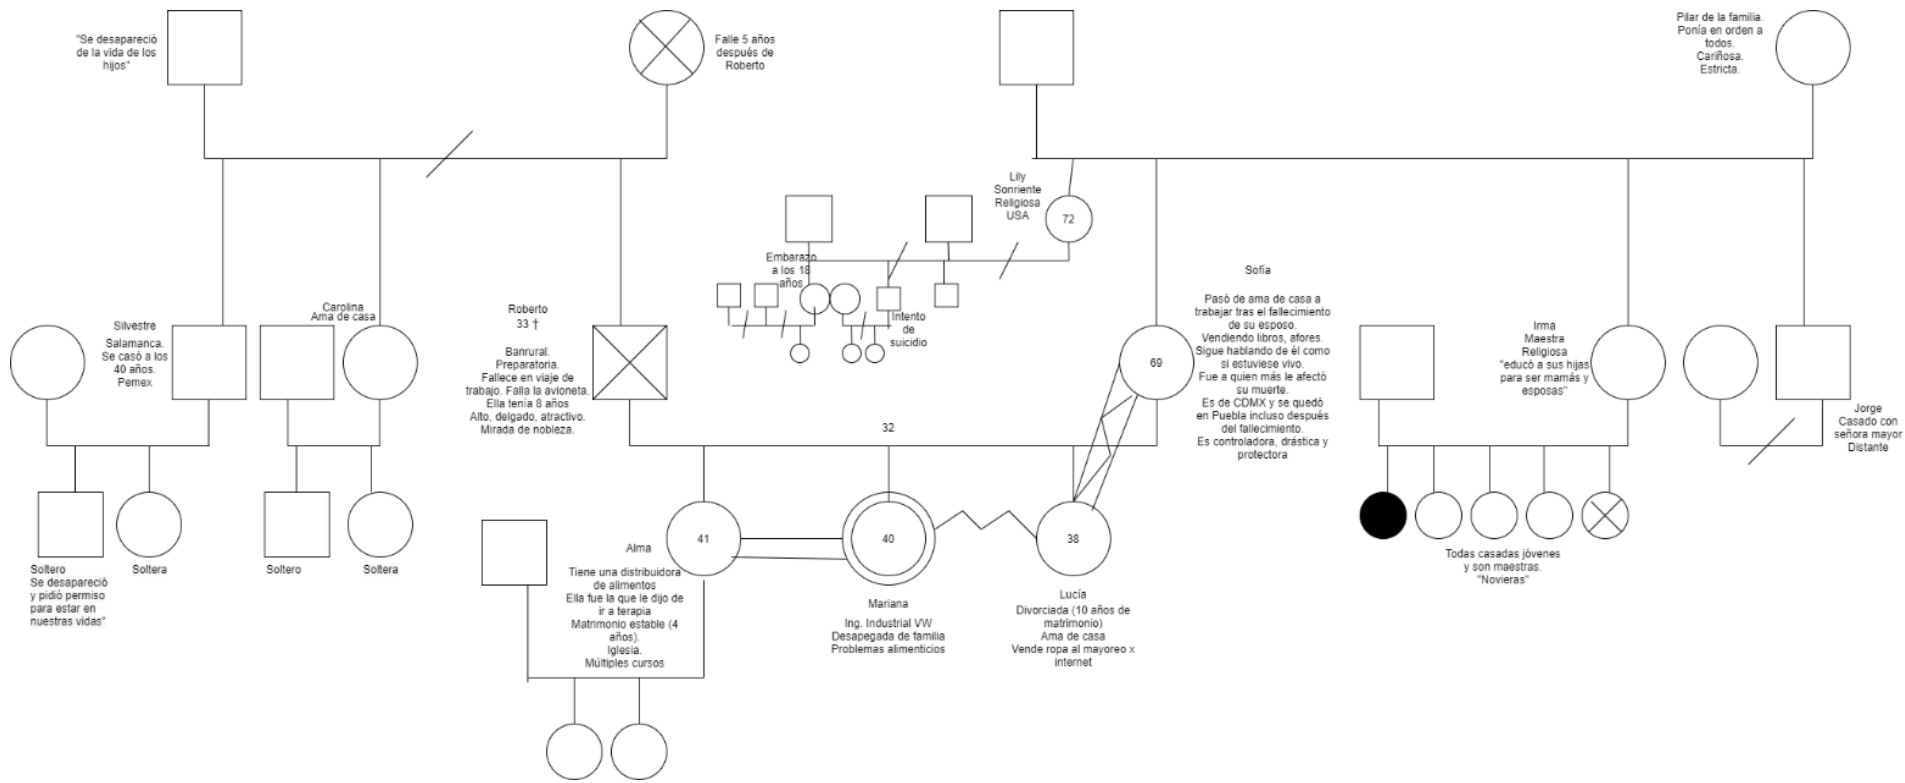 "Se desapareció
de la vida de los
hijos"
Falle 5 años
después de
Roberto
Pilar de la familia.
Ponía en orden a
todos.
Cariñosa.
Estricta.
Lily
Sonriente
Religiosa
USA
72
Embarazo
a los 18
años
Intento
de
suicidio
Silvestre
Salamanca.
Se casó a los
40 años.
Pemex
Carolina
Ama de casa
Roberto
33 †
Banrural.
Preparatoria.
Fallece en viaje de
trabajo. Falla la avioneta.
Ella tenía 8 años
Alto, delgado, atractivo.
Mirada de nobleza.
32
69
Sofía
Pasó de ama de casa a
trabajar tras el fallecimiento
de su esposo.
Vendiendo libros, afores.
Sigue hablando de él como
si estuviese vivo.
Fue a quien más le afectó
su muerte.
Es de CDMX y se quedó
en Puebla incluso después
del fallecimiento.
Es controladora, drástica y
protectora
Irma
Maestra
Religiosa
"educó a sus hijas
para ser mamás y
esposas"
Jorge
Casado con
señora mayor
Distante
Soltero
Se desapareció
y pidió permiso
para estar en
nuestras vidas"
Soltera
Soltero
Soltera
41
Alma
Tiene una distribuidora
de alimentos
Ella fue la que le dijo de
ir a terapia
Matrimonio estable (4
años).
Iglesia.
Múltiples cursos
40
Mariana
Ing. Industrial VW
Desapegada de familia
Problemas alimenticios
38
Lucía
Divorciada (10 años de
matrimonio)
Ama de casa
Vende ropa al mayoreo x
internet
Todas casadas jóvenes
y son maestras.
"Novieras"